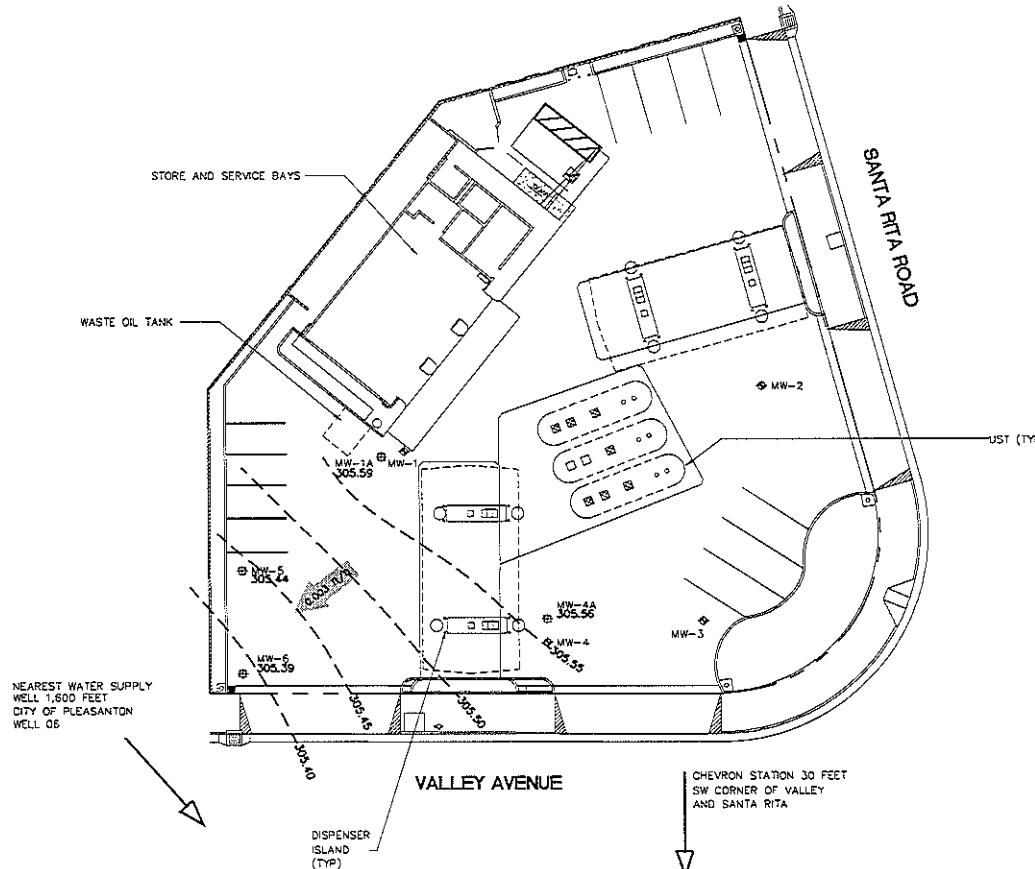 STORE AND SERVICE BAYS
SANTA RITA ROAD
WASTE OIL TANK
MW-2
UST (TY
MW-1A
305.59
MW-1
MW-5
305.44
0.003
MW-4A
305.56
MW-4
305.55
MW-3
MW-6
305.39
305.45
305.50
305.40
NEAREST WATER SUPPLY
WELL 1,600 FEET
CITY OF PLEASANTON
WELL 06
VALLEY AVENUE
CHEVRON STATION 30 FEET
SW CORNER OF VALLEY
AND SANTA RITA
DISPENSER
ISLAND
(TYP)